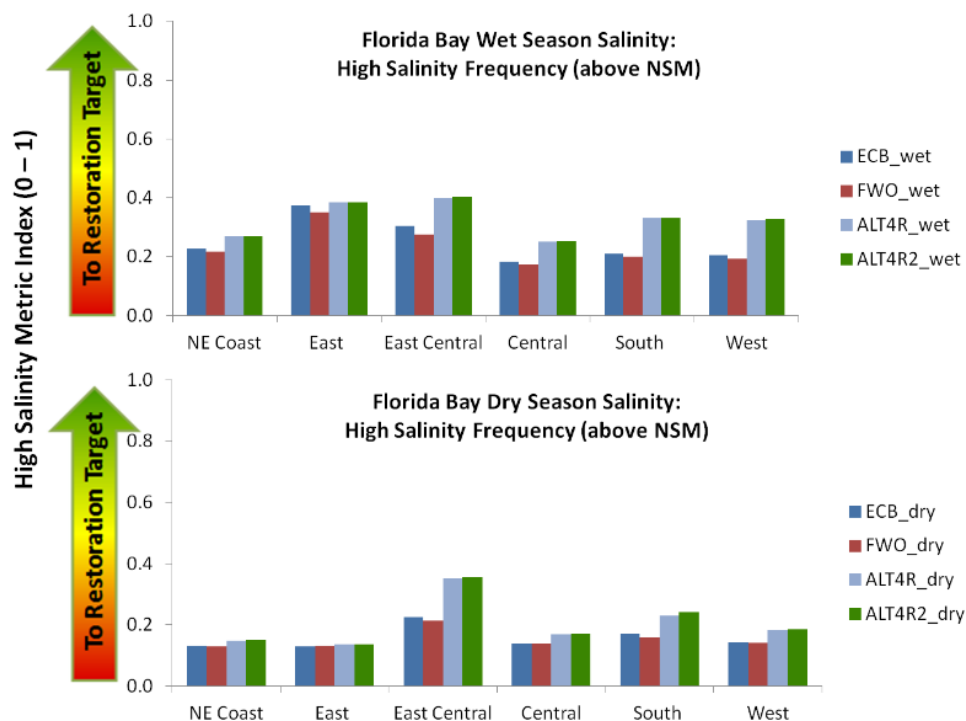 High Salinity Metric Index (0 – 1)
To Restoration Target
1.0
0.8
0.6
0.4
0.2
0.0
Florida Bay Wet Season Salinity:
High Salinity Frequency (above NSM)
NE Coast
East
East Central
Central
South
West
ECB_wet
FWO_wet
ALT4R_wet
ALT4R2_wet
To Restoration Target
1.0
0.8
0.6
0.4
0.2
0.0
Florida Bay Dry Season Salinity:
High Salinity Frequency (above NSM)
NE Coast
East
East Central
Central
South
West
ECB_dry
FWO_dry
ALT4R_dry
ALT4R2_dry